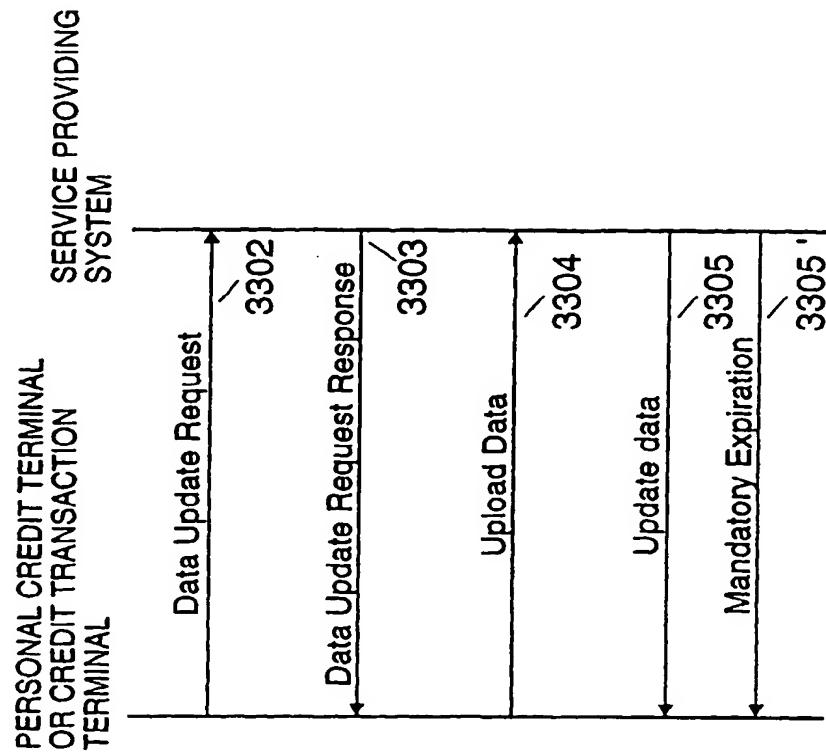 PERSONAL CREDIT TERMINAL
OR CREDIT TRANSACTION
TERMINAL
SERVICE PROVIDING
SYSTEM
Data Update Request
3302
Data Update Request Response
3303
Upload Data
3304
Update data
3305
Mandatory Expiration
3305'